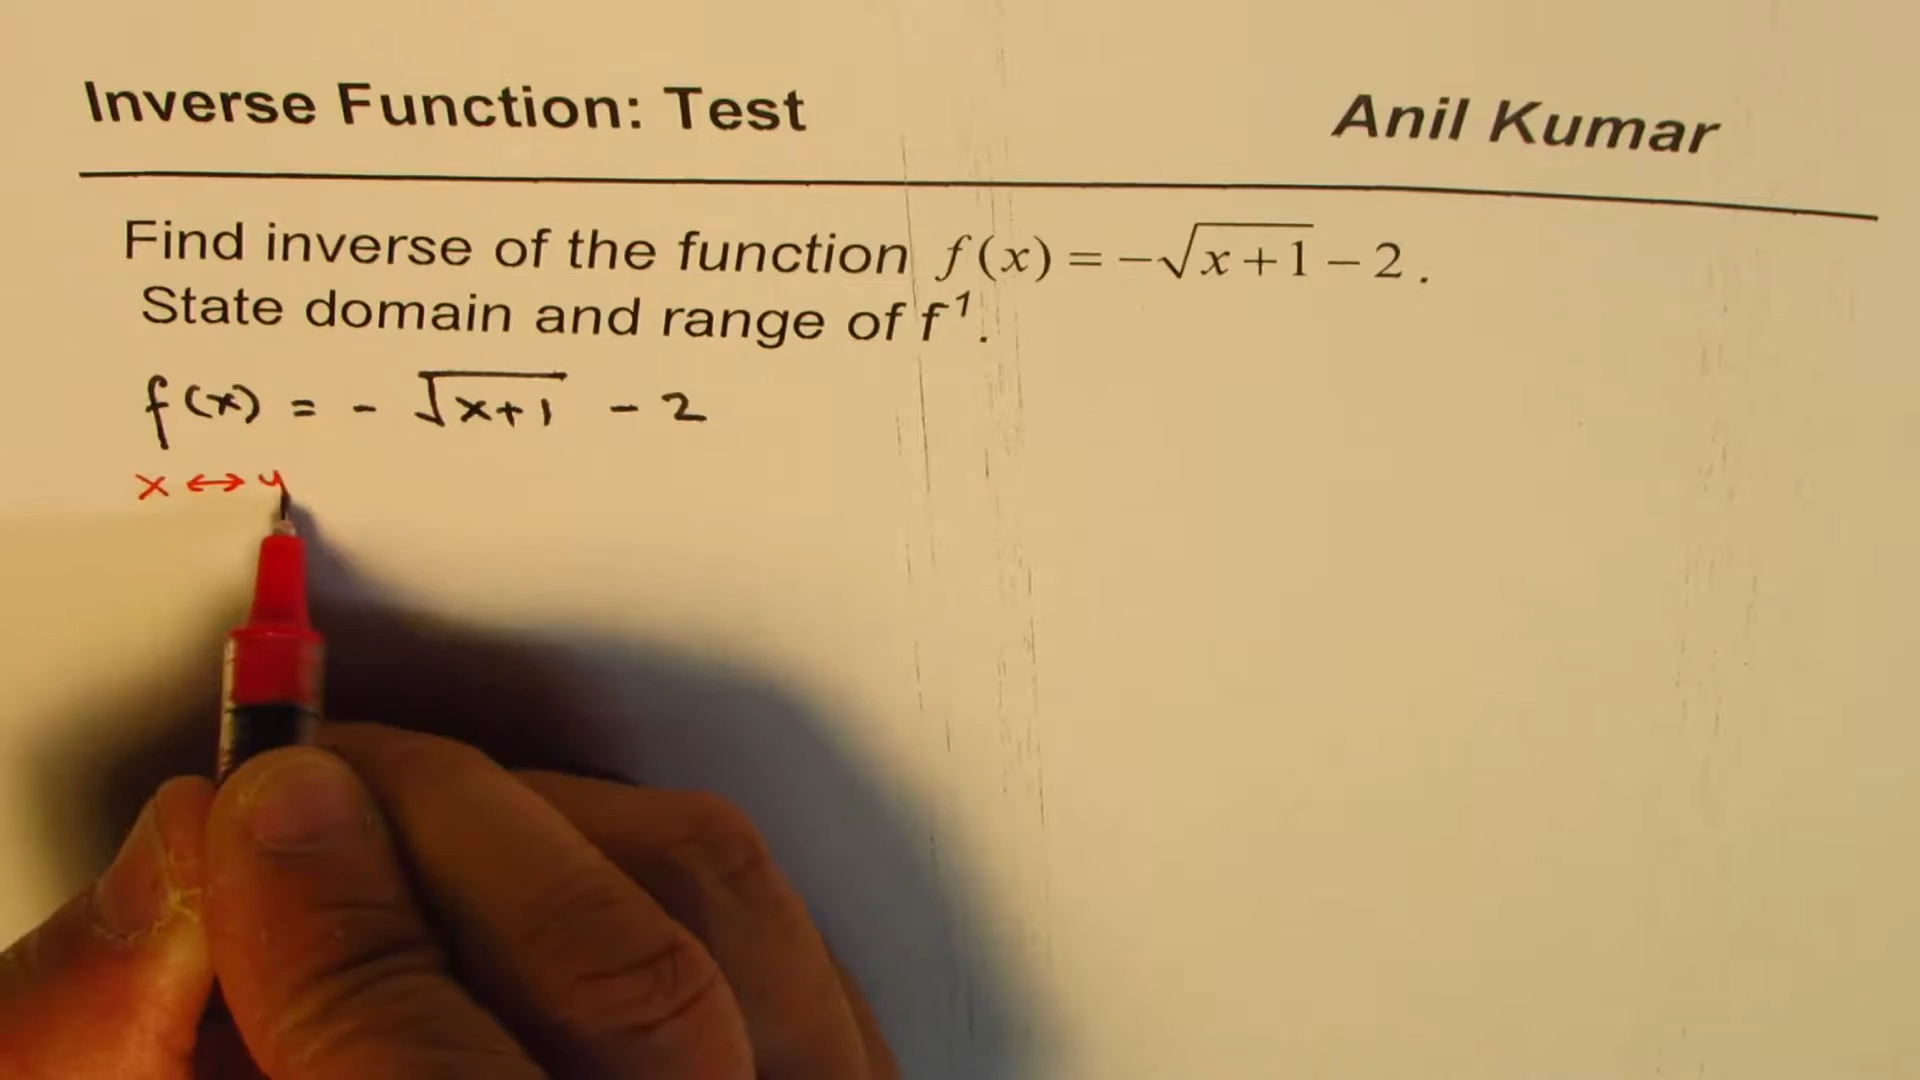 Inverse Function: Test
Anil Kumar
Find inverse of the function f(x) = −√(x+1) − 2 .
State domain and range of f¹.
f(x) = - √(x+1) - 2
x ↔ y